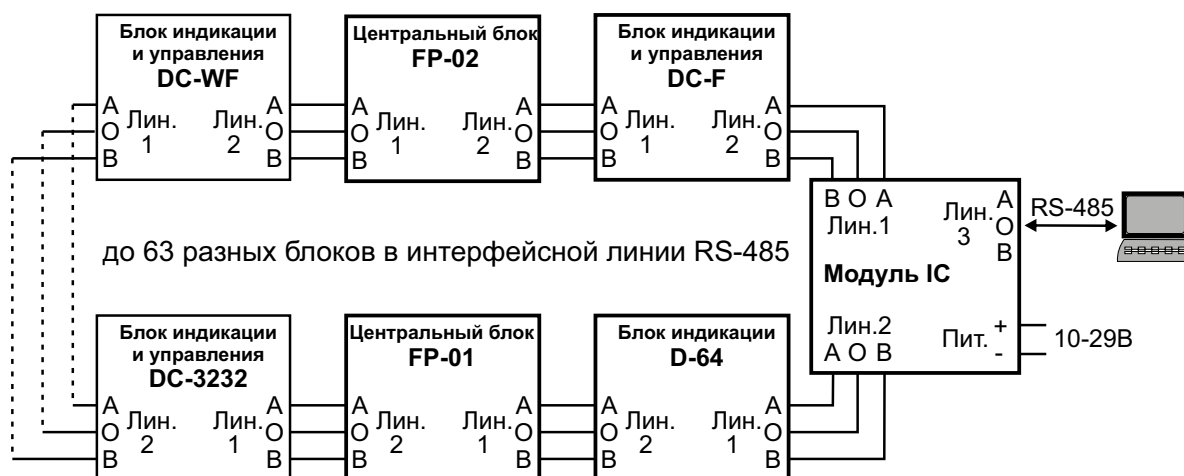 Блок индикации
и управления
DC-WF
A
O
B
Лин.
1
Лин.
2
A
O
B
Центральный блок
FP-02
A
O
B
Лин.
1
Лин.
2
A
O
B
Блок индикации
и управления
DC-F
A
O
B
Лин.
1
Лин.
2
A
O
B
B O A
Лин.1
Лин.
3
A
O
B
RS-485
Модуль IC
Лин.2
A O B
Пит.
+
-
10-29В
до 63 разных блоков в интерфейсной линии RS-485
Блок индикации
и управления
DC-3232
A
O
B
Лин.
2
Лин.
1
A
O
B
Центральный блок
FP-01
A
O
B
Лин.
2
Лин.
1
A
O
B
Блок индикации
D-64
A
O
B
Лин.
2
Лин.
1
A
O
B